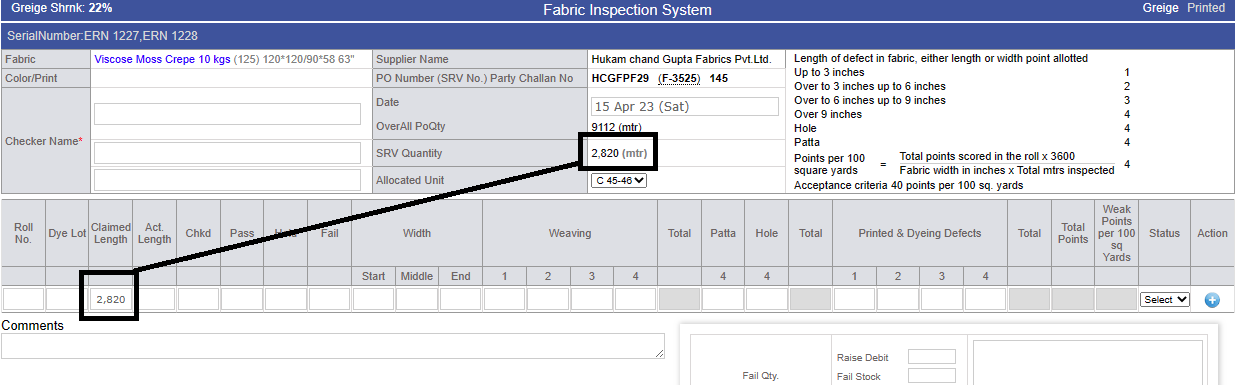 Greige Shrnk: 22% Fabric Inspection System Greige Printed
SerialNumber:ERN 1227,ERN 1228
Fabric Viscose Moss Crepe 10 kgs (125) 120*120/90*58 63" Supplier Name Hukam chand Gupta Fabrics Pvt.Ltd.
Color/Print PO Number (SRV No.) Party Challan No HCGFPF29 (F-3525) 145
Checker Name*
Date 15 Apr 23 (Sat)
OverAll PoQty 9112 (mtr)
SRV Quantity 2,820 (mtr)
Allocated Unit C 45-46
Length of defect in fabric, either length or width point allotted
Up to 3 inches 1
Over to 3 inches up to 6 inches 2
Over to 6 inches up to 9 inches 3
Over 9 inches 4
Hole 4
Patta 4
Points per 100 square yards = Total points scored in the roll x 3600 4
Fabric width in inches x Total mtrs inspected
Acceptance criteria 40 points per 100 sq. yards
Roll No. Dye Lot Claimed Length Act. Length Chkd Pass Fail Width Weaving Total Patta Hole Total Printed & Dyeing Defects Total Total Points Weak Points per 100 sq Yards Status Action
Start Middle End 1 2 3 4 4 4 1 2 3 4
2,820 Select
Comments
Fail Qty.
Raise Debit
Fail Stock